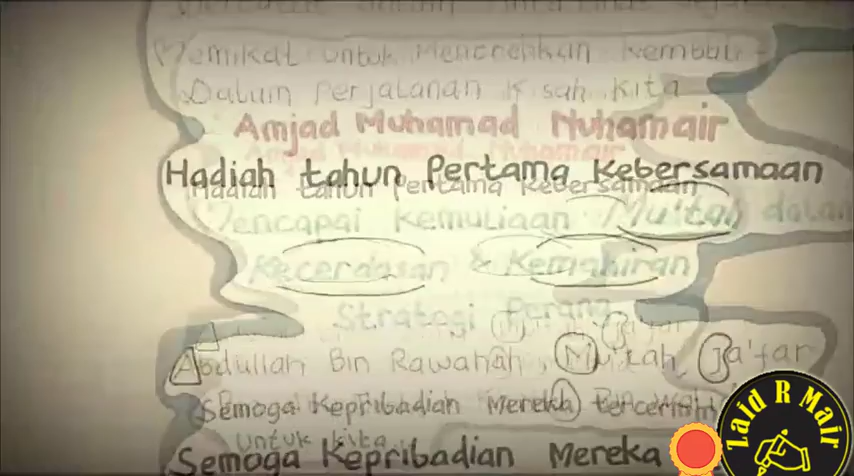 Memikat untuk Menorehkan Kembali
Dalam Perjalanan Kisah Kita
Amjad Muhamad Nuhamair
Hadiah tahun Pertama Kebersamaan
Hadiah tahun Pertama Kebersamaan
Mencapai Kemuliaan Mu'tah dalam
Kecerdasan & Kemahiran
Strategi Perang
Abdullah Bin Rawahah, Mu'tah, Ja'far
Semoga Kepribadian Mereka tercermin
untuk kita
Semoga Kepribadian Mereka
Zaid R Mair